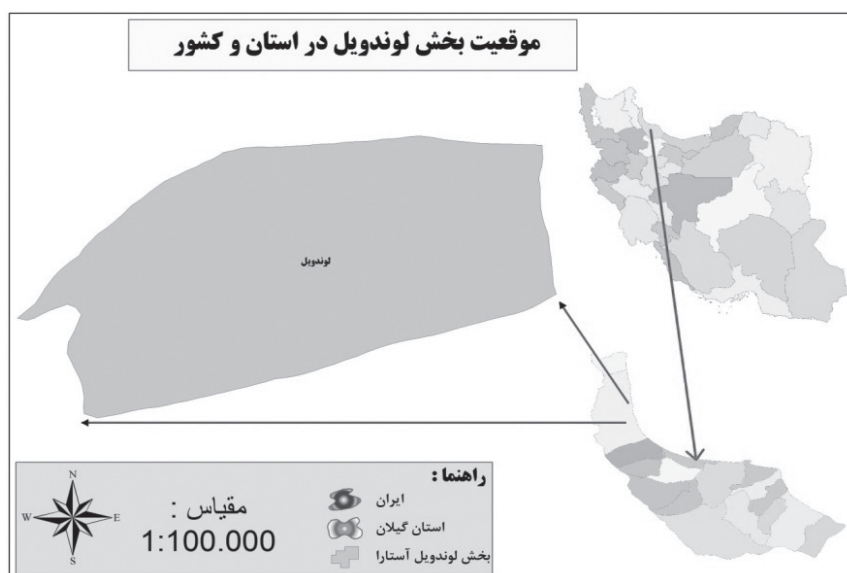 موقعیت بخش لوندویل در استان و کشور
لوندویل
راهنما :
ایران
استان گیلان
بخش لوندویل آستارا
مقیاس :
1:100.000
N
W
E
S